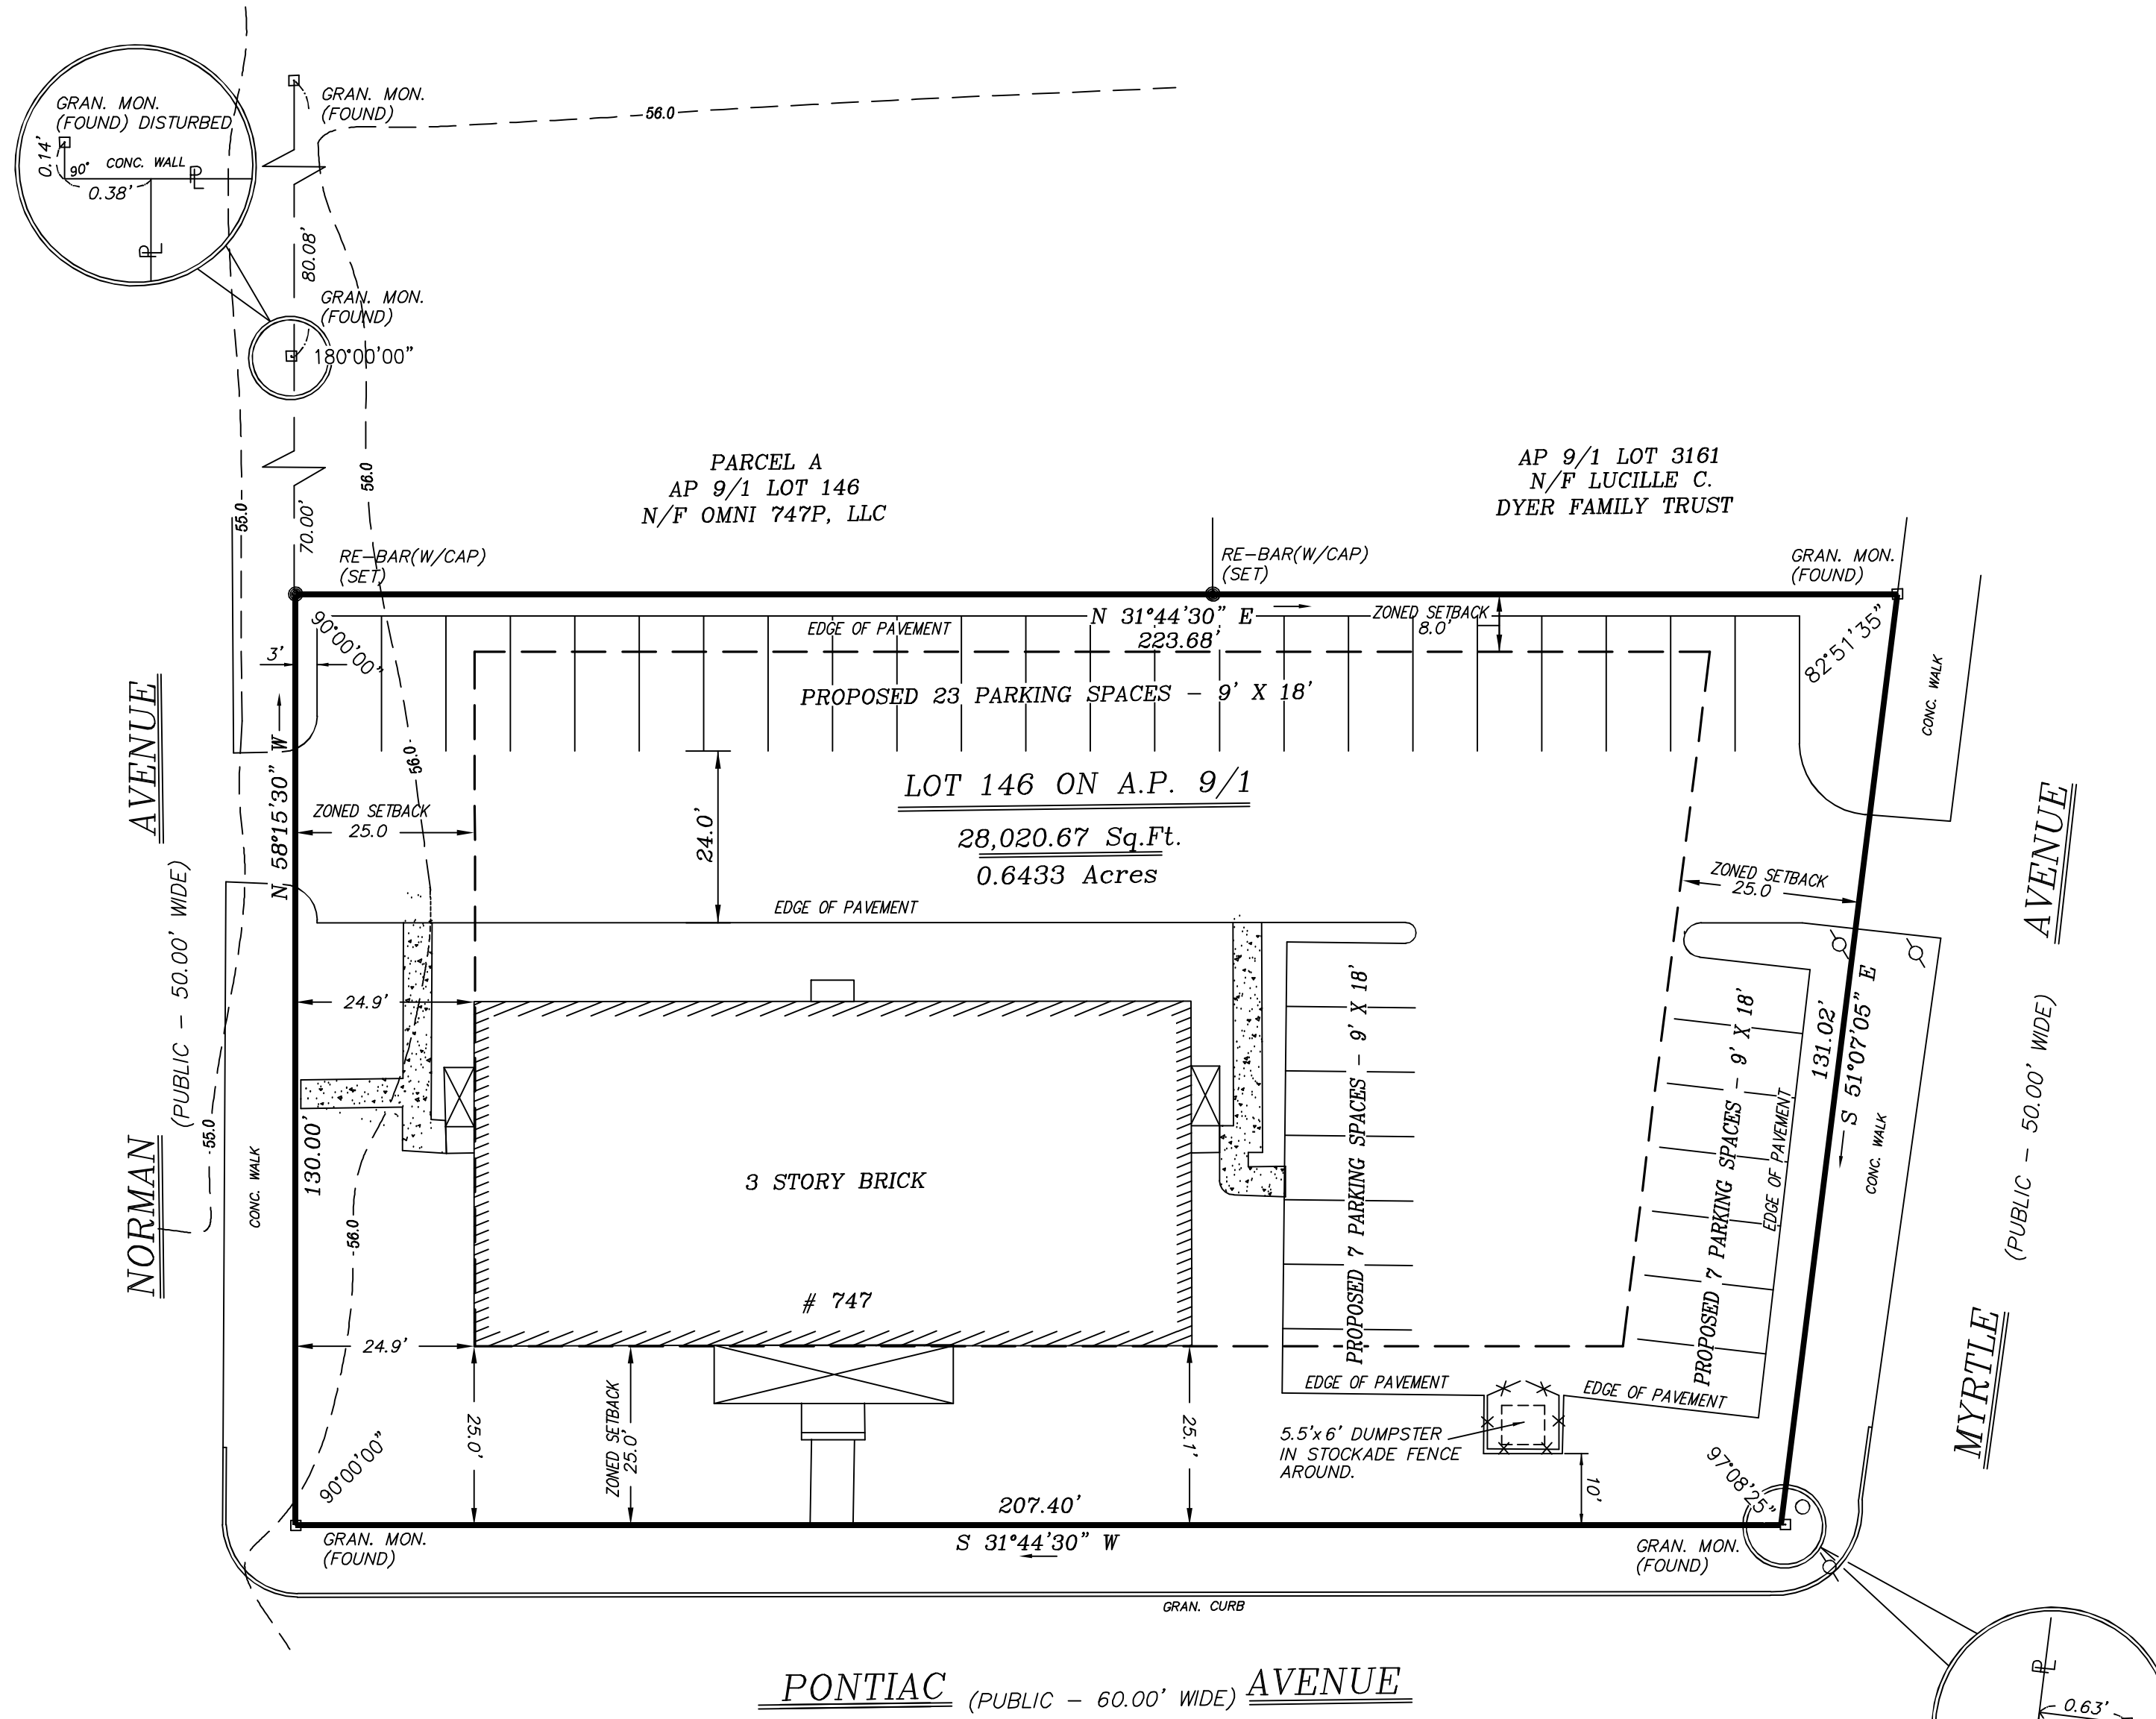 GRAN. MON.
(FOUND) DISTURBED
0.14'
90°
CONC. WALL
PL
0.38'
PL
GRAN. MON.
(FOUND)
56.0
80.08'
GRAN. MON.
(FOUND)
180°00'00"
56.0
55.0
70.00'
PARCEL A
AP 9/1 LOT 146
N/F OMNI 747P, LLC
AP 9/1 LOT 3161
N/F LUCILLE C.
DYER FAMILY TRUST
RE-BAR(W/CAP)
(SET)
RE-BAR(W/CAP)
(SET)
GRAN. MON.
(FOUND)
90°00'00"
3'
EDGE OF PAVEMENT
N 31°44'30" E
223.68'
ZONED SETBACK
8.0'
82°51'35"
CONC. WALK
PROPOSED 23 PARKING SPACES - 9' X 18'
N 58°15'30" W
56.0
LOT 146 ON A.P. 9/1
28,020.67 Sq.Ft.
0.6433 Acres
24.0'
ZONED SETBACK
25.0
ZONED SETBACK
25.0
EDGE OF PAVEMENT
NORMAN AVENUE
(PUBLIC - 50.00' WIDE)
55.0
CONC. WALK
130.00'
56.0
24.9'
3 STORY BRICK
# 747
24.9'
PROPOSED 7 PARKING SPACES - 9' X 18'
PROPOSED 7 PARKING SPACES - 9' X 18'
EDGE OF PAVEMENT
131.02'
S 51°07'05" E
CONC. WALK
MYRTLE AVENUE
(PUBLIC - 50.00' WIDE)
EDGE OF PAVEMENT
EDGE OF PAVEMENT
25.0'
ZONED SETBACK
25.0'
25.1'
5.5'x 6' DUMPSTER
IN STOCKADE FENCE
AROUND.
10'
90°00'00"
97°08'25"
207.40'
S 31°44'30" W
GRAN. MON.
(FOUND)
GRAN. MON.
(FOUND)
GRAN. CURB
PONTIAC (PUBLIC - 60.00' WIDE) AVENUE
PL
0.63'